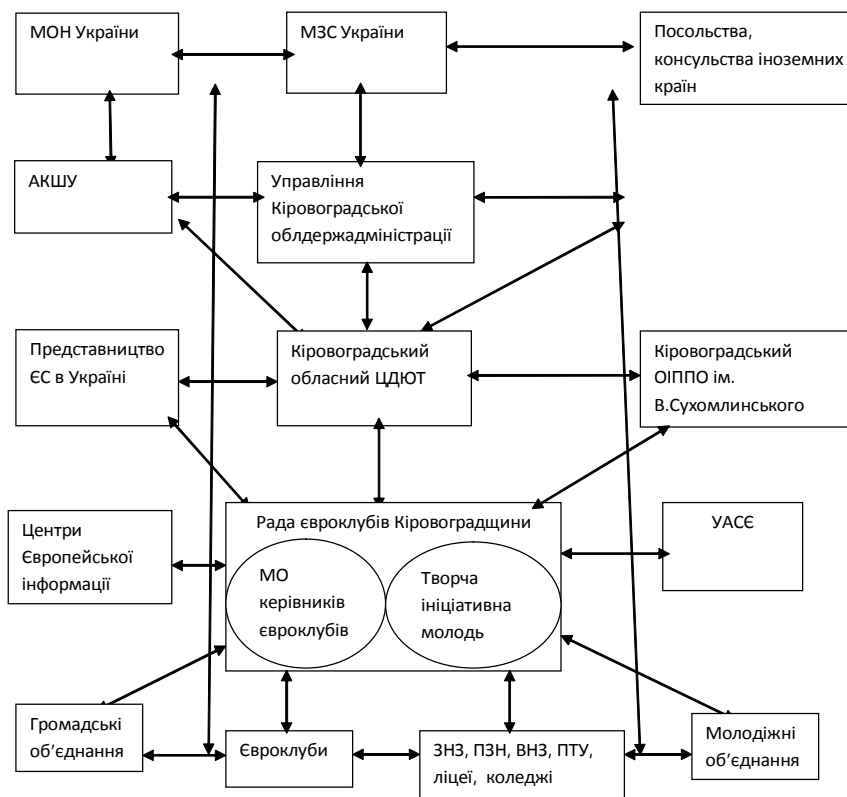 МОН України
МЗС України
Посольства,
консульства іноземних
країн
АКШУ
Управління
Кіровоградської
облдержадміністрації
Представництво
ЄС в Україні
Кіровоградський
обласний ЦДЮТ
Кіровоградський
ОІППО ім.
В.Сухомлинського
Рада євроклубів Кіровоградщини
Центри
Європейської
інформації
МО
керівників
євроклубів
Творча
ініціативна
молодь
УАСЄ
Громадські
об’єднання
Євроклуби
ЗНЗ, ПЗН, ВНЗ, ПТУ,
ліцеї, коледжі
Молодіжні
об’єднання